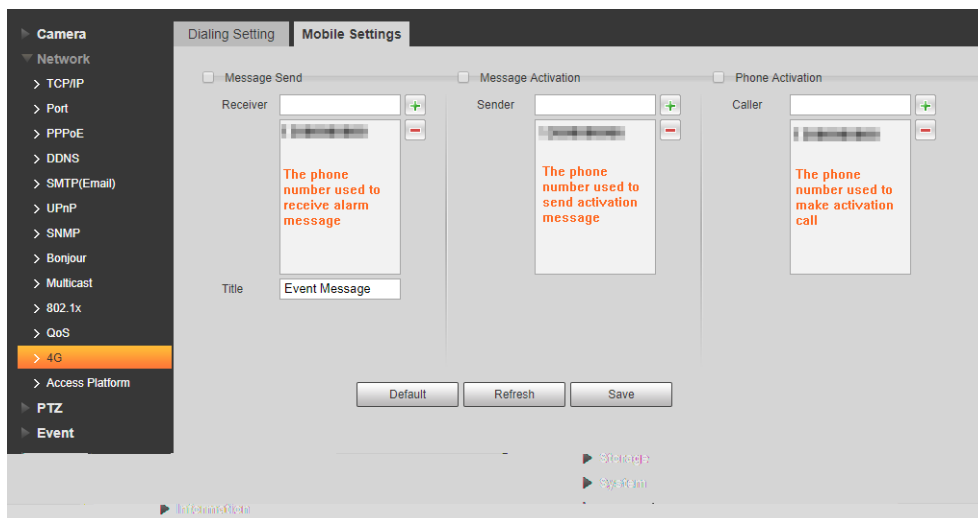 Camera
Network
TCP/IP
Port
PPPoE
DDNS
SMTP(Email)
UPnP
SNMP
Bonjour
Multicast
802.1x
QoS
4G
Access Platform
PTZ
Event
Storage
System
Information
Dialing Setting
Mobile Settings
Message Send
Receiver
The phone
number used to
receive alarm
message
Title
Event Message
Message Activation
Sender
The phone
number used to
send activation
message
Phone Activation
Caller
The phone
number used to
make activation
call
Default
Refresh
Save